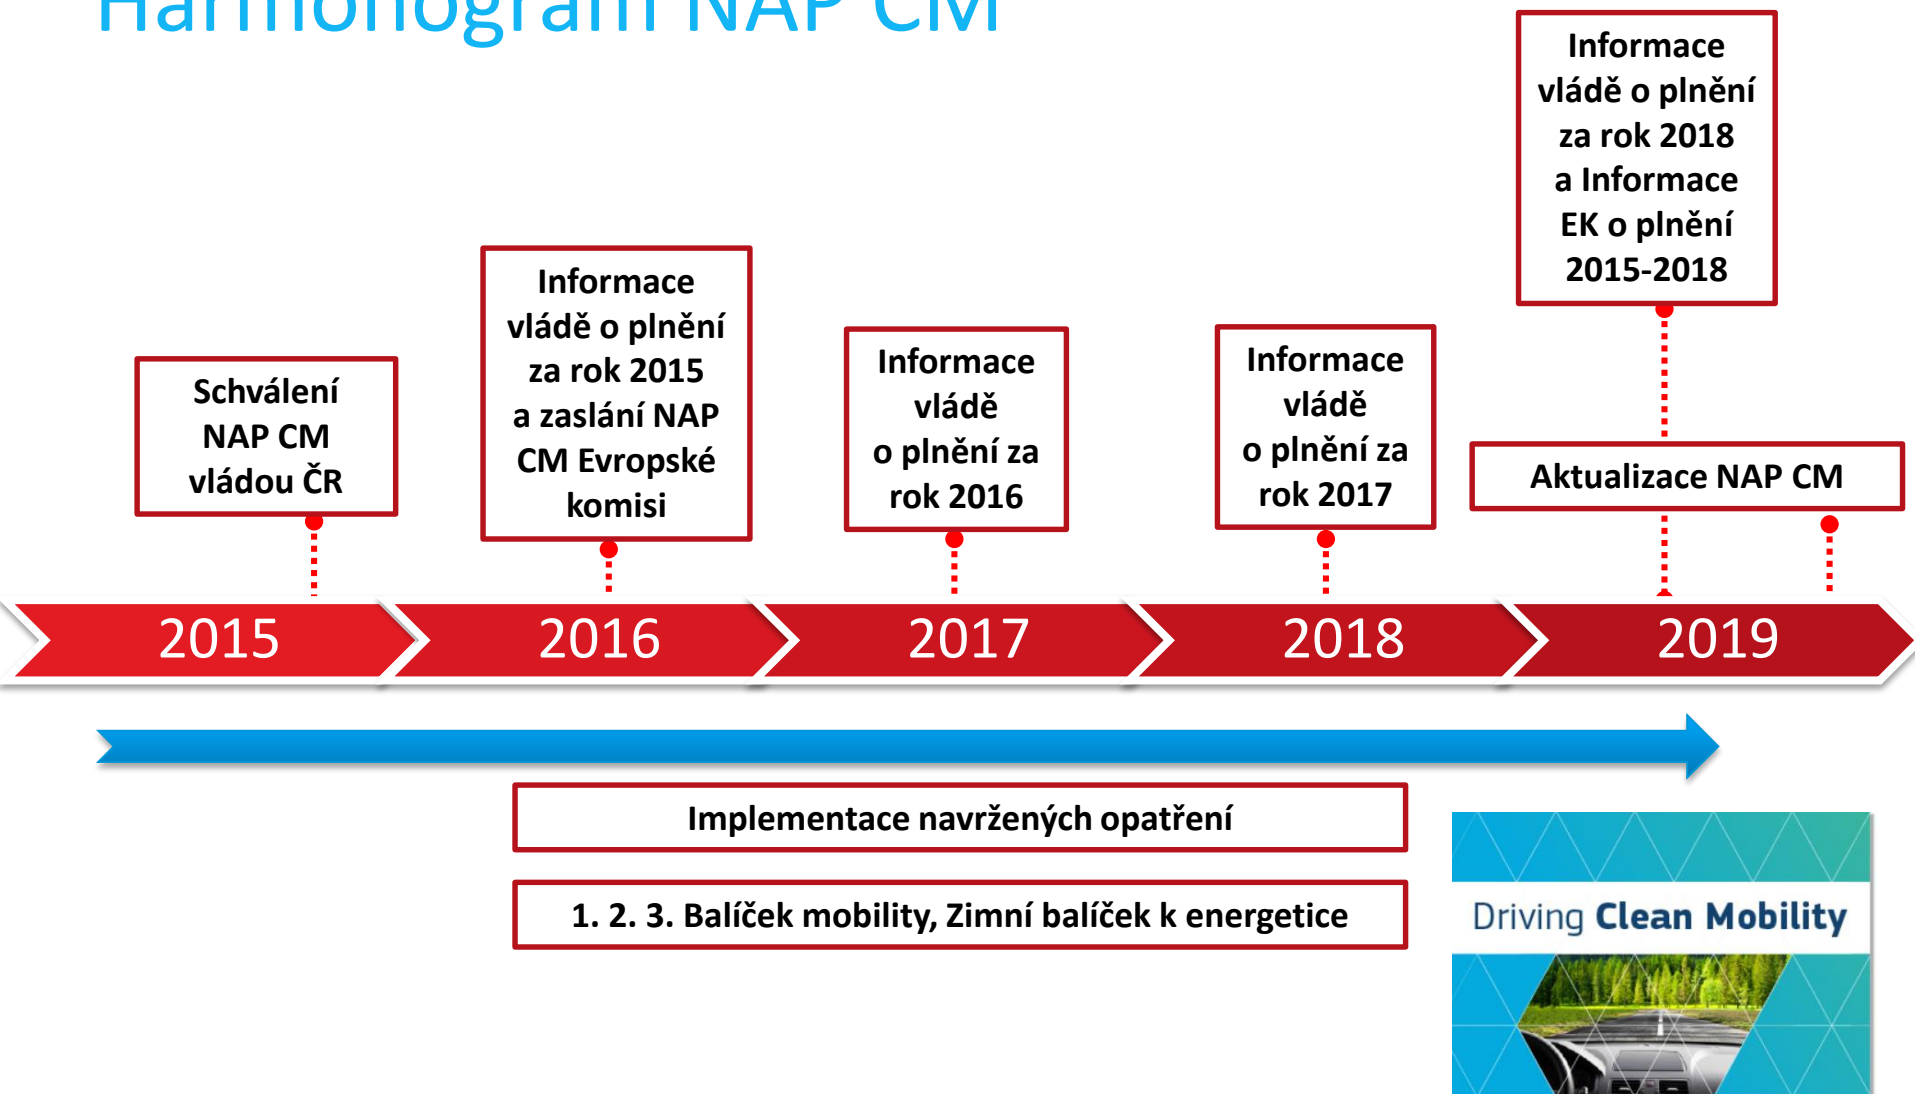 Harmonogram NAP CM
Informace
vládě o plnění
za rok 2018
a Informace
EK o plnění
2015-2018
Informace
vládě o plnění
za rok 2015
a zaslání NAP
CM Evropské
komisi
Informace
vládě
o plnění za
rok 2016
Informace
vládě
o plnění za
rok 2017
Schválení
NAP CM
vládou ČR
Aktualizace NAP CM
2015
2016
2017
2018
2019
Implementace navržených opatření
1. 2. 3. Balíček mobility, Zimní balíček k energetice
Driving Clean Mobility